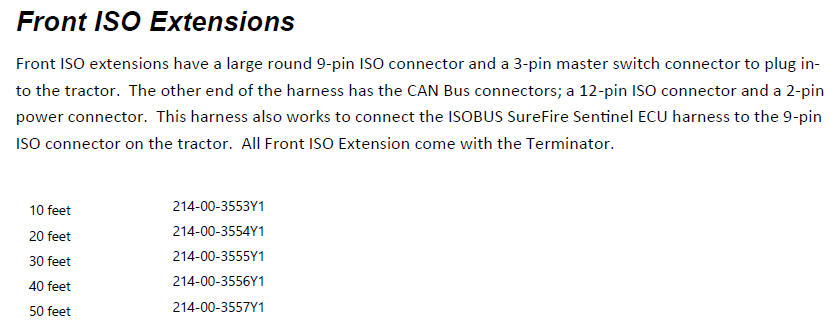 Front ISO Extensions
Front ISO extensions have a large round 9-pin ISO connector and a 3-pin master switch connector to plug in-
to the tractor. The other end of the harness has the CAN Bus connectors; a 12-pin ISO connector and a 2-pin
power connector. This harness also works to connect the ISOBUS SureFire Sentinel ECU harness to the 9-pin
ISO connector on the tractor. All Front ISO Extension come with the Terminator.
10 feet 214-00-3553Y1
20 feet 214-00-3554Y1
30 feet 214-00-3555Y1
40 feet 214-00-3556Y1
50 feet 214-00-3557Y1